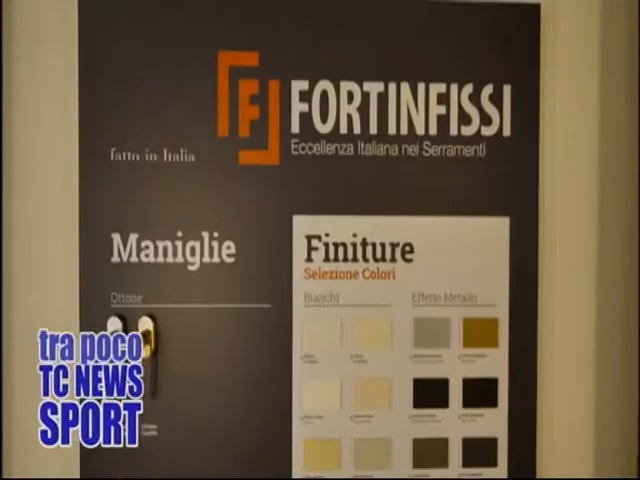 F FORTINFISSI
Eccellenza Italiana nei Serramenti
fatto in Italia
Maniglie
Ottone
Finiture
Selezione Colori
Bianchi
Effetto Metallo
tra poco
TC NEWS
SPORT